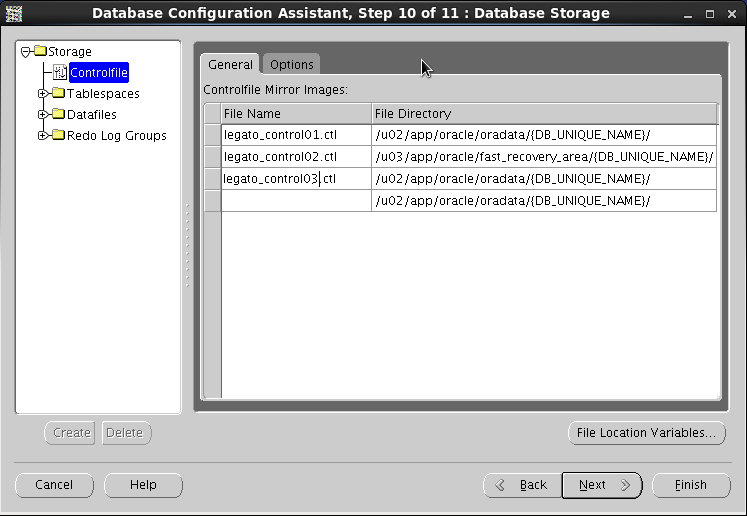 Database Configuration Assistant, Step 10 of 11 : Database Storage
Storage
Controlfile
Tablespaces
Datafiles
Redo Log Groups
General Options
Controlfile Mirror Images:
File Name File Directory
legato_control01.ctl /u02/app/oracle/oradata/{DB_UNIQUE_NAME}/
legato_control02.ctl /u03/app/oracle/fast_recovery_area/{DB_UNIQUE_NAME}/
legato_control03.ctl /u02/app/oracle/oradata/{DB_UNIQUE_NAME}/
/u02/app/oracle/oradata/{DB_UNIQUE_NAME}/
Create Delete File Location Variables...
Cancel Help Back Next Finish